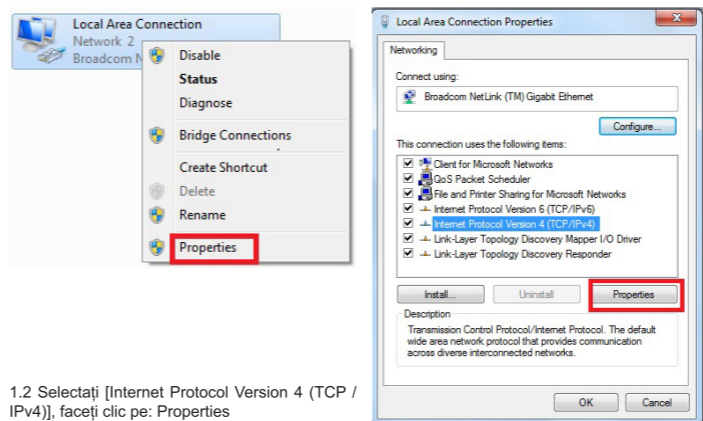 Local Area Connection
Network 2
Broadcom N
Disable
Status
Diagnose
Bridge Connections
Create Shortcut
Delete
Rename
Properties
1.2 Selectați [Internet Protocol Version 4 (TCP /
IPv4)], faceți clic pe: Properties
Local Area Connection Properties
Networking
Connect using:
Broadcom NetLink (TM) Gigabit Ethernet
Configure...
This connection uses the following items:
Client for Microsoft Networks
QoS Packet Scheduler
File and Printer Sharing for Microsoft Networks
Internet Protocol Version 6 (TCP/IPv6)
Internet Protocol Version 4 (TCP/IPv4)
Link-Layer Topology Discovery Mapper I/O Driver
Link-Layer Topology Discovery Responder
Install... Uninstall Properties
Description
Transmission Control Protocol/Internet Protocol. The default
wide area network protocol that provides communication
across diverse interconnected networks.
OK Cancel